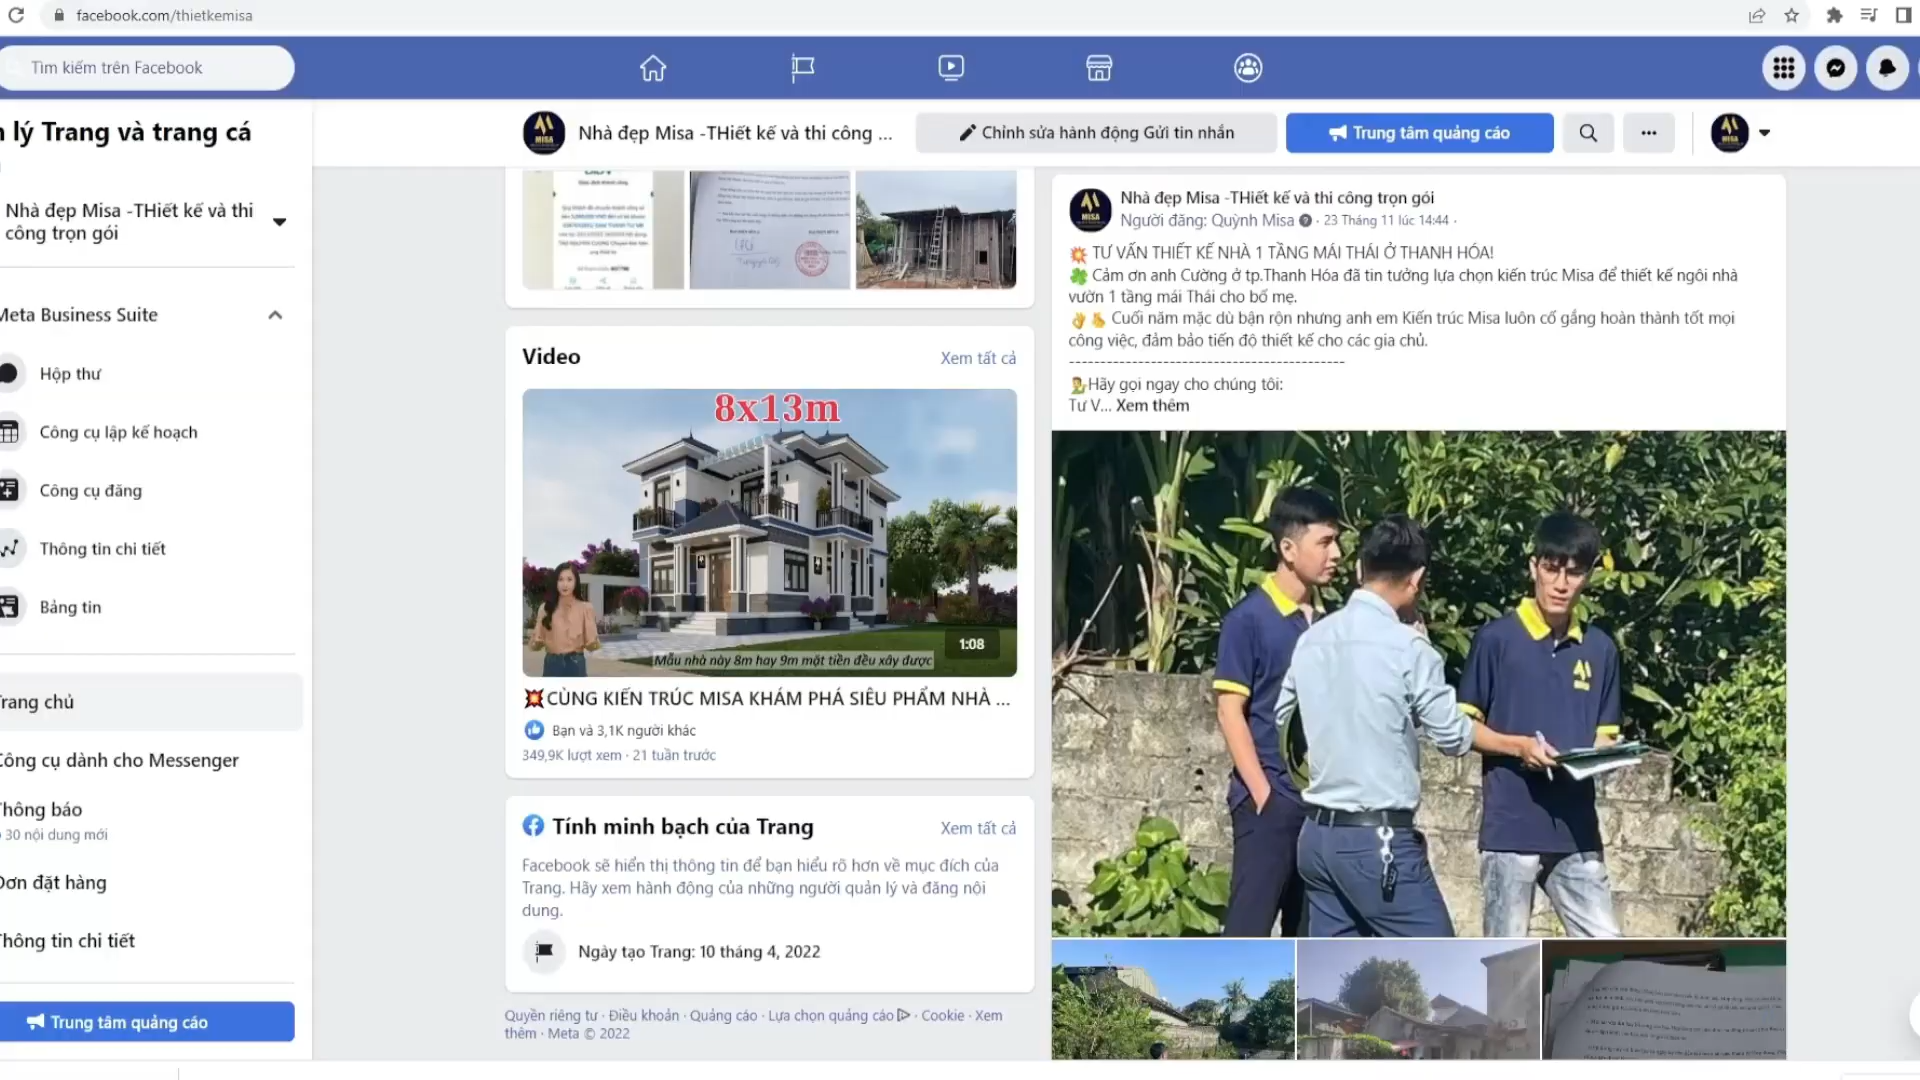 facebook.com/thietkemisa
Tìm kiếm trên Facebook
lý Trang và trang cá
Nhà đẹp Misa -THiết kế và thi công ...
Chỉnh sửa hành động Gửi tin nhắn
Trung tâm quảng cáo
Nhà đẹp Misa -THiết kế và thi
công trọn gói
Meta Business Suite
Hộp thư
Công cụ lập kế hoạch
Công cụ đăng
Thông tin chi tiết
Bảng tin
Trang chủ
Công cụ dành cho Messenger
Thông báo
30 nội dung mới
Đơn đặt hàng
Thông tin chi tiết
Trung tâm quảng cáo
Video
Xem tất cả
8x13m
1:08
Mẫu nhà này 8m hay 9m mặt tiền đều xây được
💥CÙNG KIẾN TRÚC MISA KHÁM PHÁ SIÊU PHẨM NHÀ ...
Bạn và 3,1K người khác
349,9K lượt xem · 21 tuần trước
Tính minh bạch của Trang
Xem tất cả
Facebook sẽ hiển thị thông tin để bạn hiểu rõ hơn về mục đích của
Trang. Hãy xem hành động của những người quản lý và đăng nội
dung.
Ngày tạo Trang: 10 tháng 4, 2022
Quyền riêng tư · Điều khoản · Quảng cáo · Lựa chọn quảng cáo · Cookie · Xem
thêm · Meta © 2022
MISA
Nhà đẹp Misa -THiết kế và thi công trọn gói
Người đăng: Quỳnh Misa · 23 Tháng 11 lúc 14:44 ·
💥 TƯ VẤN THIẾT KẾ NHÀ 1 TẦNG MÁI THÁI Ở THANH HÓA!
🍀 Cảm ơn anh Cường ở tp.Thanh Hóa đã tin tưởng lựa chọn kiến trúc Misa để thiết kế ngôi nhà
vườn 1 tầng mái Thái cho bố mẹ.
👌🫰 Cuối năm mặc dù bận rộn nhưng anh em Kiến trúc Misa luôn cố gắng hoàn thành tốt mọi
công việc, đảm bảo tiến độ thiết kế cho các gia chủ.
--------------------------------------------
💁‍♂️Hãy gọi ngay cho chúng tôi:
Tư V... Xem thêm